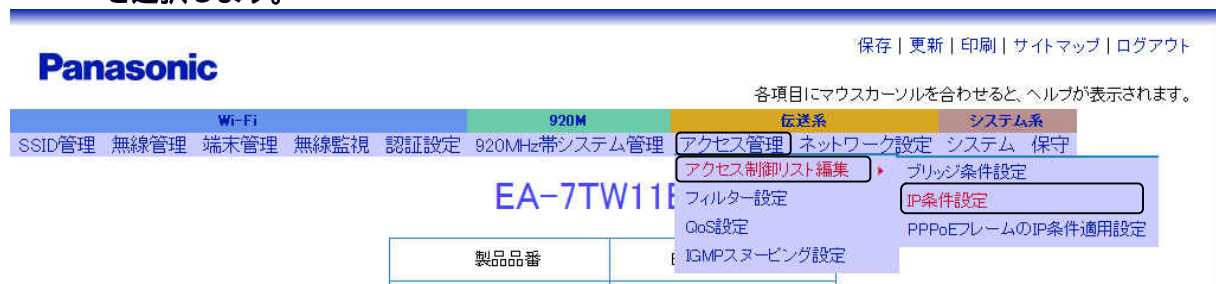 を選択します。
保存 | 更新 | 印刷 | サイトマップ | ログアウト
Panasonic
各項目にマウスカーソルを合わせると、ヘルプが表示されます。
Wi-Fi 920M 伝送系 システム系
SSID管理 無線管理 端末管理 無線監視 認証設定 920MHz帯システム管理 アクセス管理 ネットワーク設定 システム 保守
アクセス制御リスト編集 ブリッジ条件設定
EA-7TW11
フィルター設定 IP条件設定
QoS設定 PPPoEフレームのIP条件適用設定
製品品番 IGMPスヌーピング設定